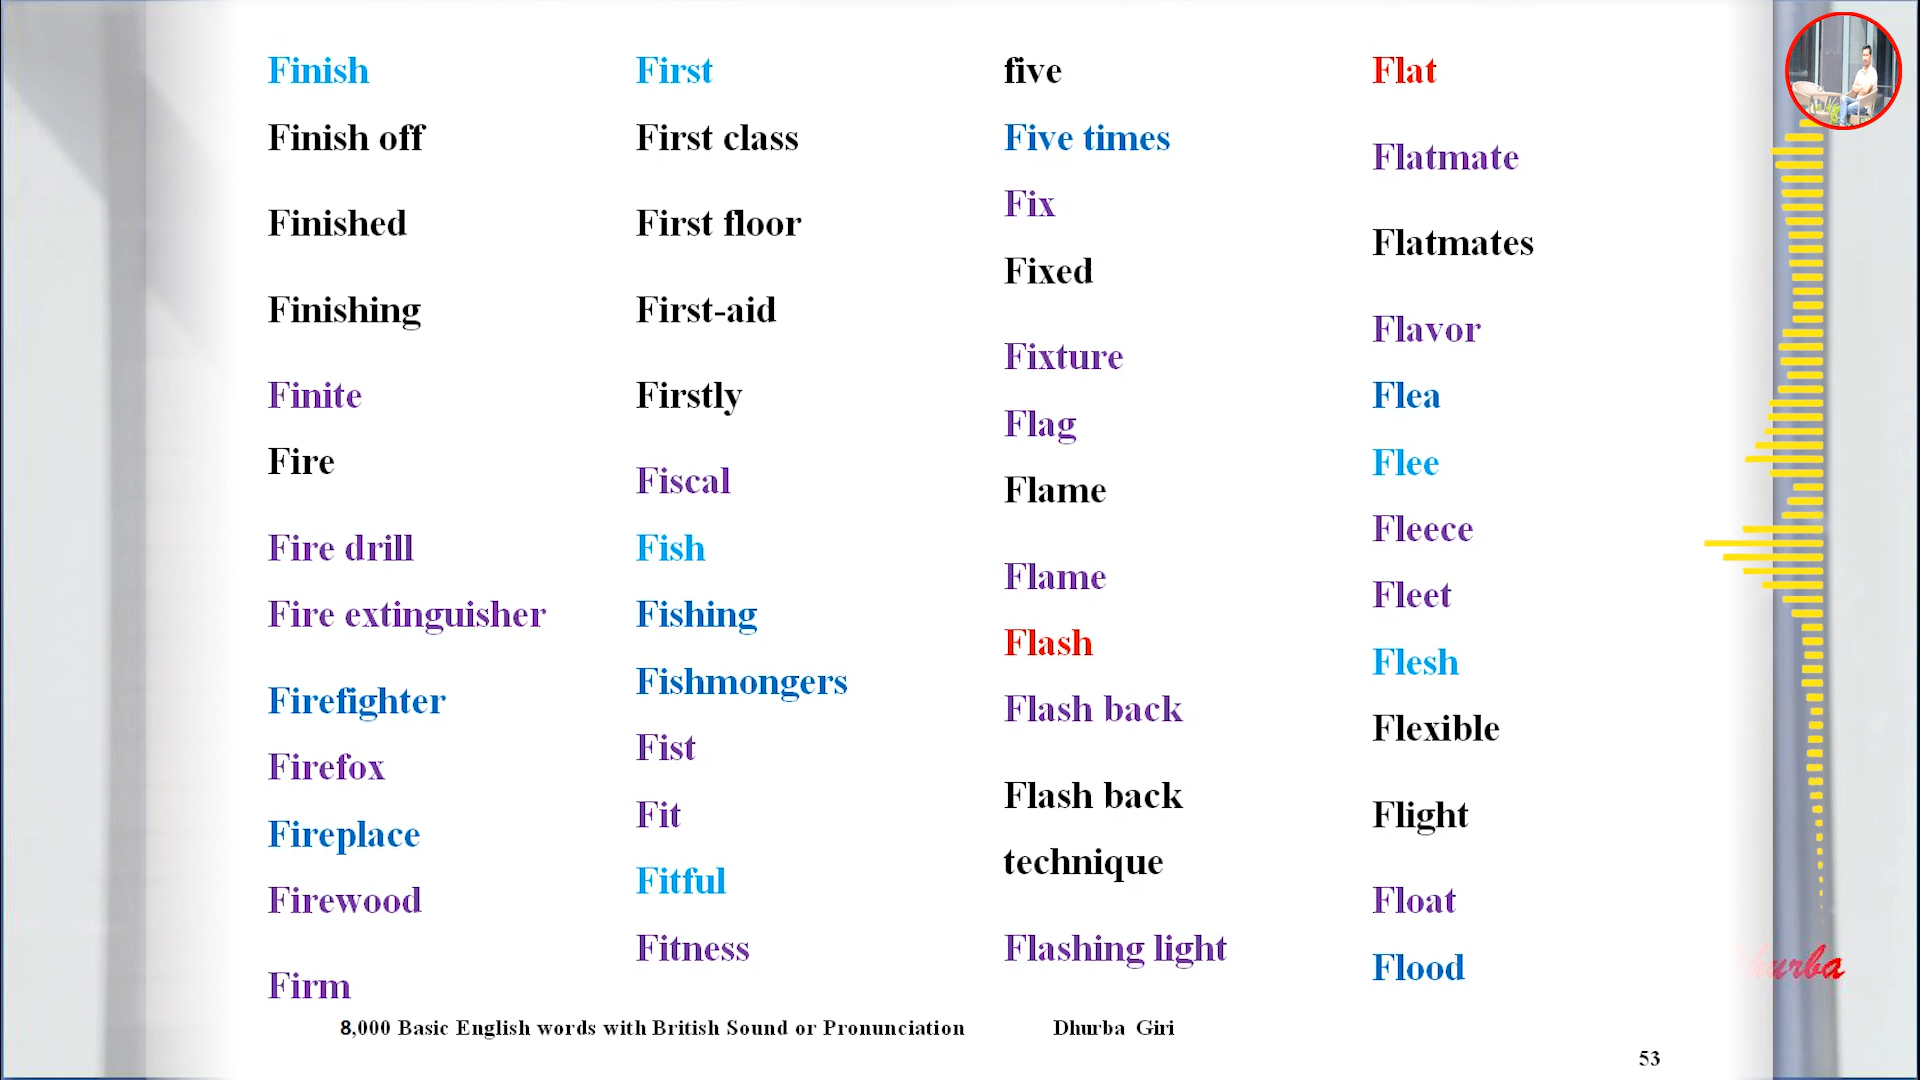 Finish
Finish off
Finished
Finishing
Finite
Fire
Fire drill
Fire extinguisher
Firefighter
Firefox
Fireplace
Firewood
Firm
First
First class
First floor
First-aid
Firstly
Fiscal
Fish
Fishing
Fishmongers
Fist
Fit
Fitful
Fitness
five
Five times
Fix
Fixed
Fixture
Flag
Flame
Flame
Flash
Flash back
Flash back
technique
Flashing light
Flat
Flatmate
Flatmates
Flavor
Flea
Flee
Fleece
Fleet
Flesh
Flexible
Flight
Float
Flood
8,000 Basic English words with British Sound or Pronunciation Dhurba Giri
53